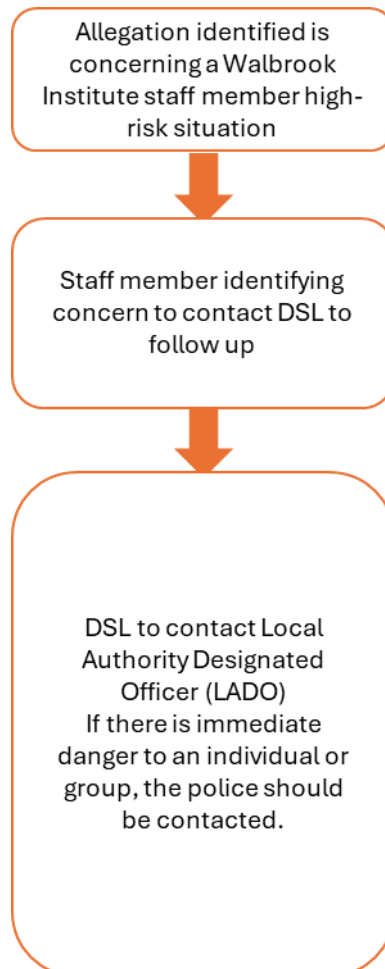 Allegation identified is
concerning a Walbrook
Institute staff member high-
risk situation
Staff member identifying
concern to contact DSL to
follow up
DSL to contact Local
Authority Designated
Officer (LADO)
If there is immediate
danger to an individual or
group, the police should
be contacted.